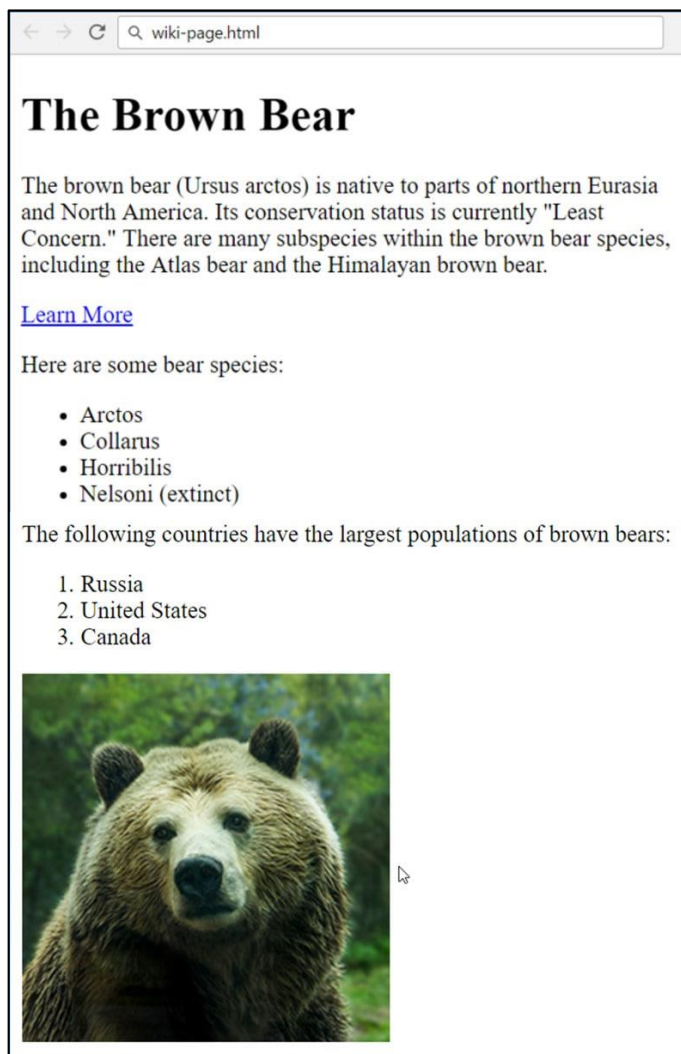 wiki-page.html
The Brown Bear
The brown bear (Ursus arctos) is native to parts of northern Eurasia
and North America. Its conservation status is currently "Least
Concern." There are many subspecies within the brown bear species,
including the Atlas bear and the Himalayan brown bear.
Learn More
Here are some bear species:
• Arctos
• Collarus
• Horribilis
• Nelsoni (extinct)
The following countries have the largest populations of brown bears:
1. Russia
2. United States
3. Canada